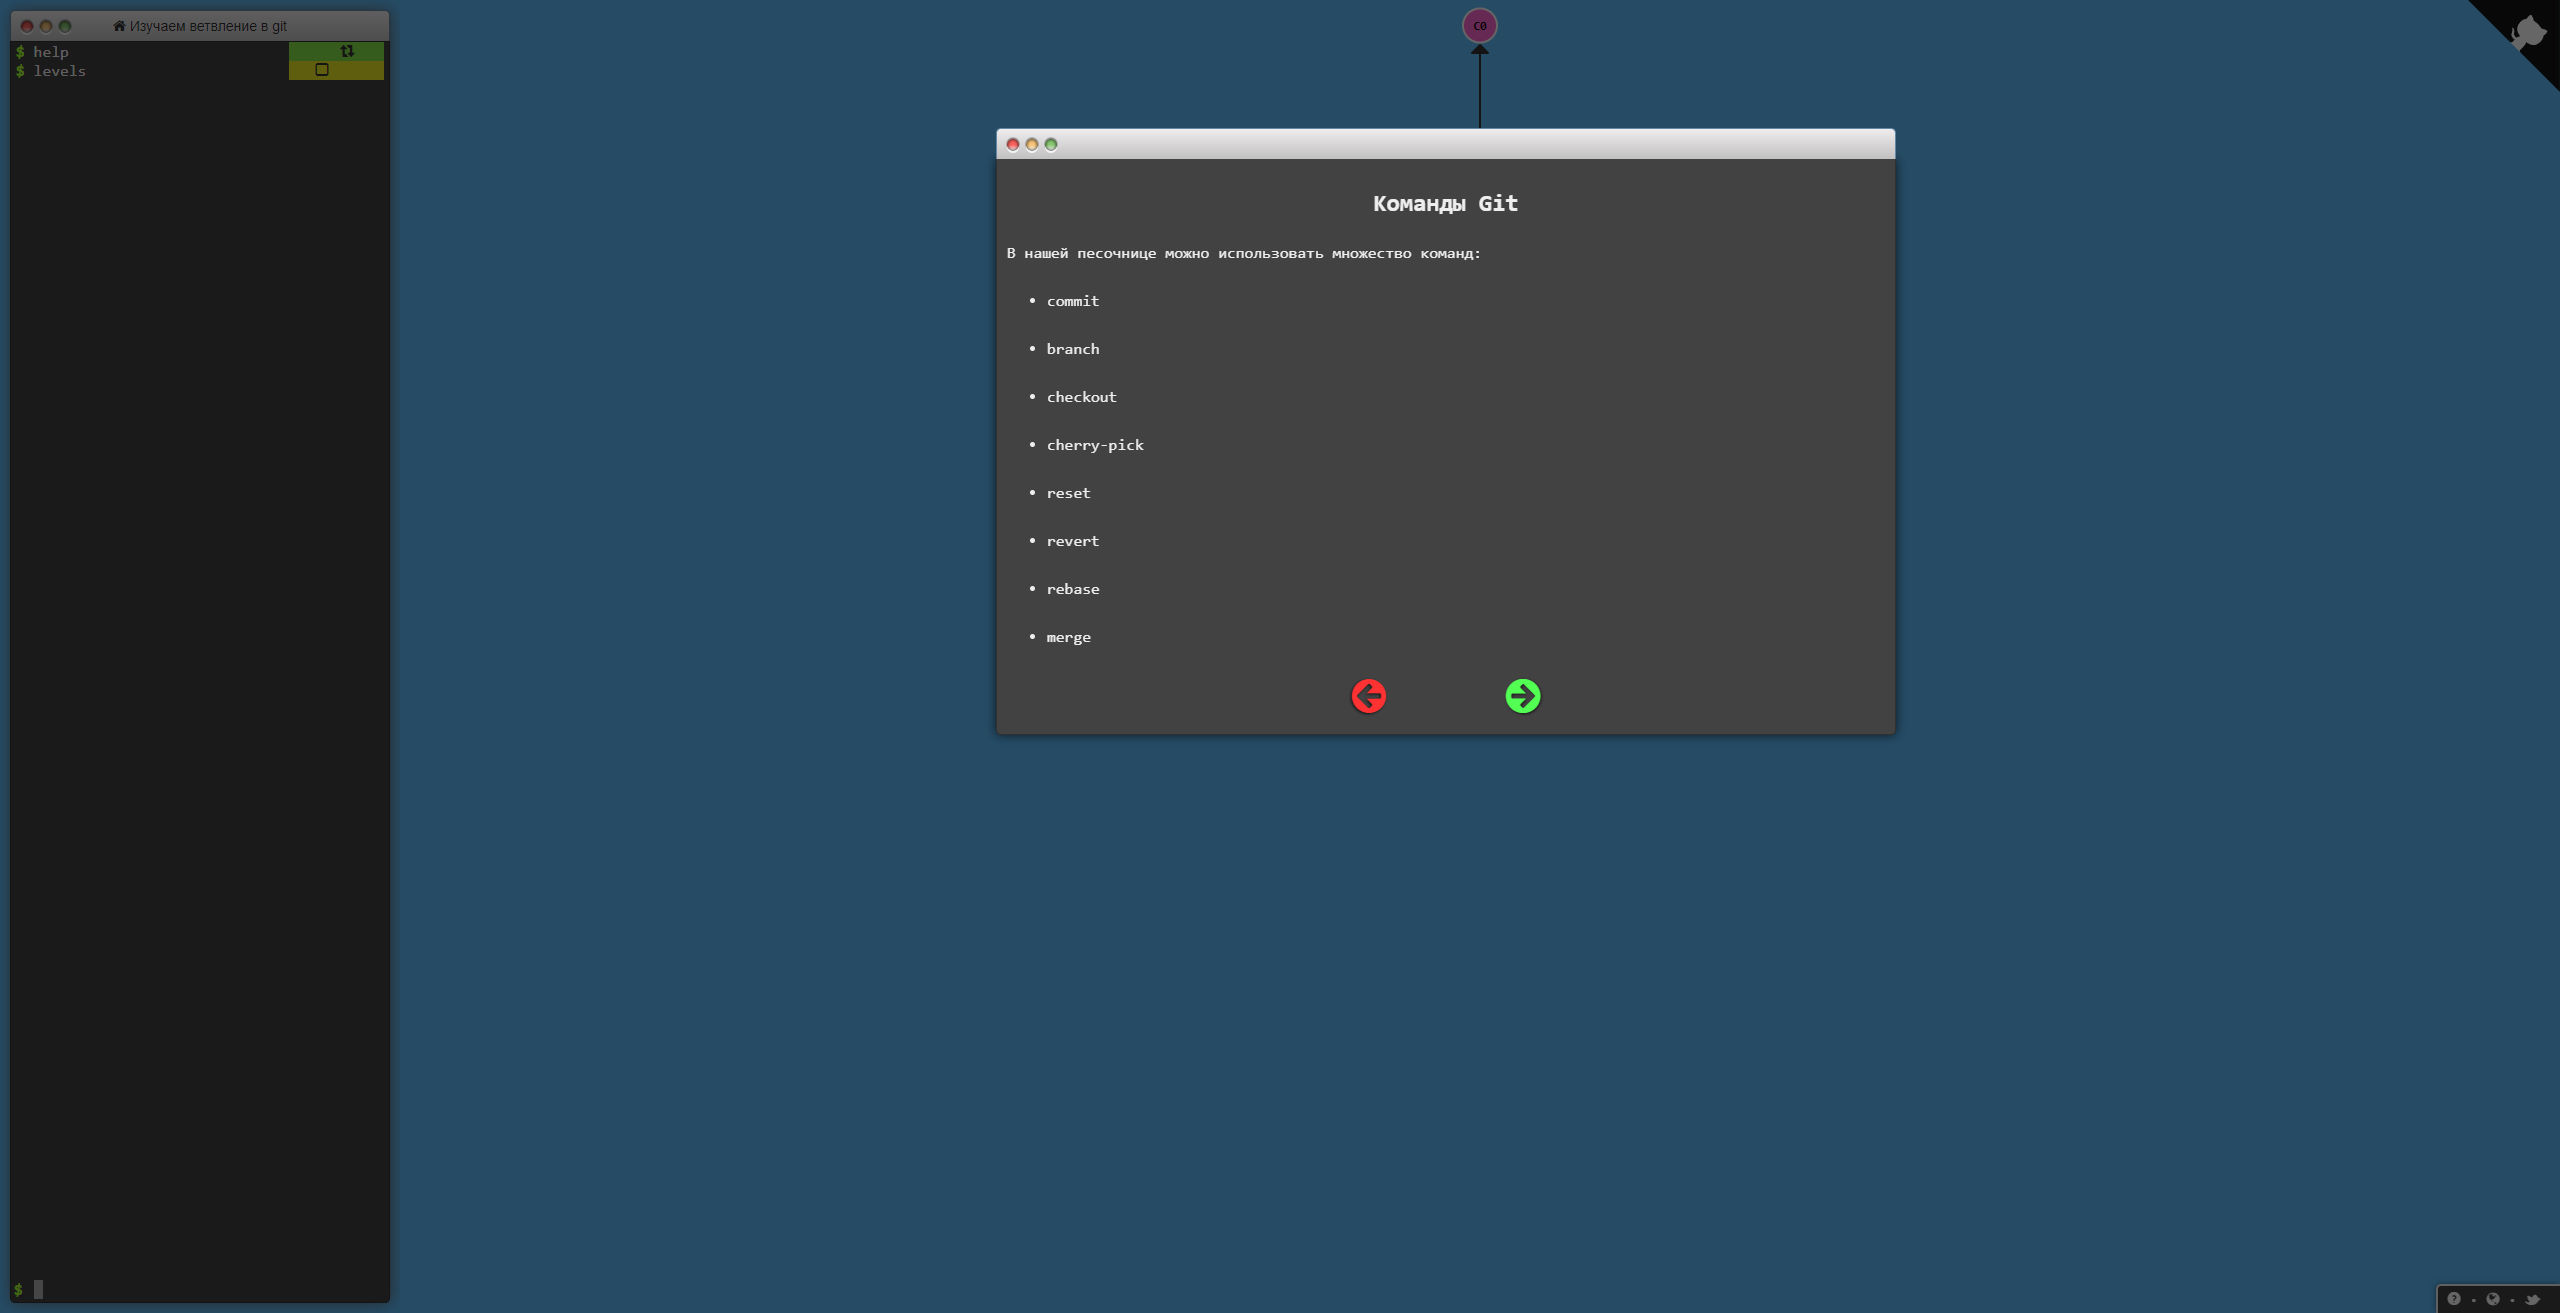 Изучаем ветвление в git
$ help
$ levels
C0
Команды Git
В нашей песочнице можно использовать множество команд:
• commit
• branch
• checkout
• cherry-pick
• reset
• revert
• rebase
• merge
$